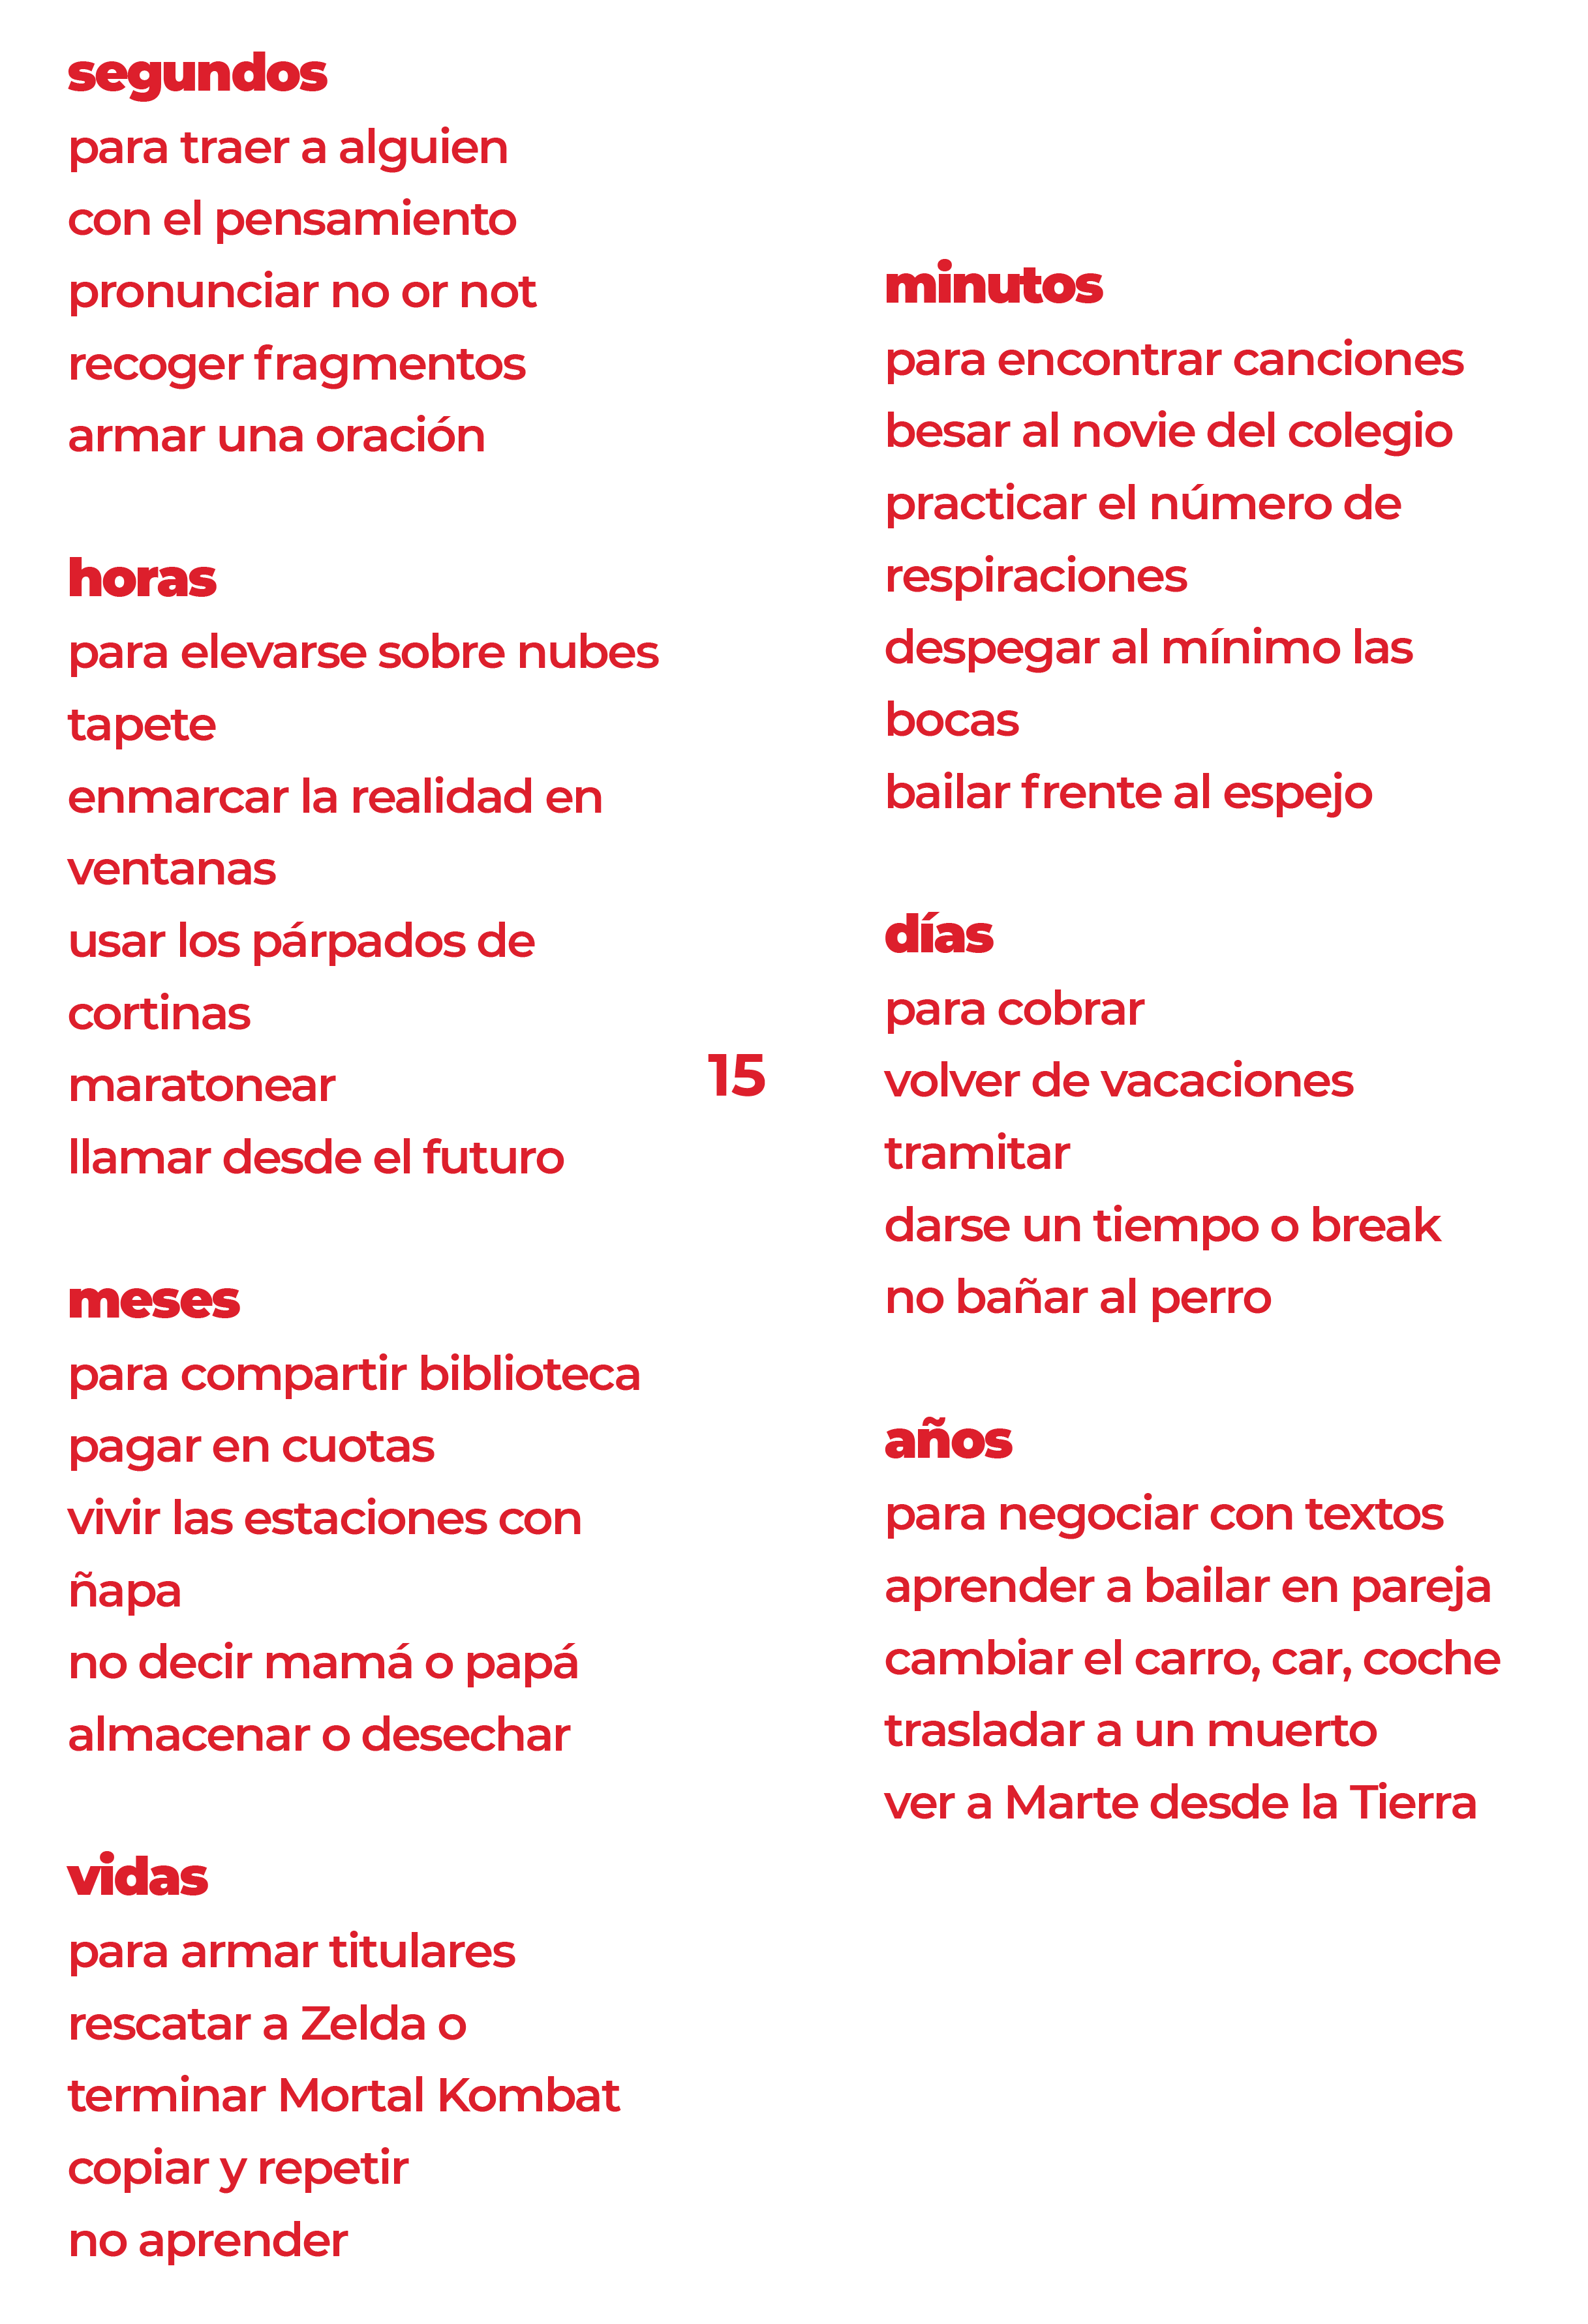 segundos
para traer a alguien
con el pensamiento
pronunciar no or not
recoger fragmentos
armar una oración
minutos
para encontrar canciones
besar al novie del colegio
practicar el número de
respiraciones
despegar al mínimo las
bocas
bailar frente al espejo
horas
para elevarse sobre nubes
tapete
enmarcar la realidad en
ventanas
usar los párpados de
cortinas
maratonear
llamar desde el futuro
días
para cobrar
volver de vacaciones
tramitar
darse un tiempo o break
no bañar al perro
meses
para compartir biblioteca
pagar en cuotas
vivir las estaciones con
ñapa
no decir mamá o papá
almacenar o desechar
años
para negociar con textos
aprender a bailar en pareja
cambiar el carro, car, coche
trasladar a un muerto
ver a Marte desde la Tierra
vidas
para armar titulares
rescatar a Zelda o
terminar Mortal Kombat
copiar y repetir
no aprender
15